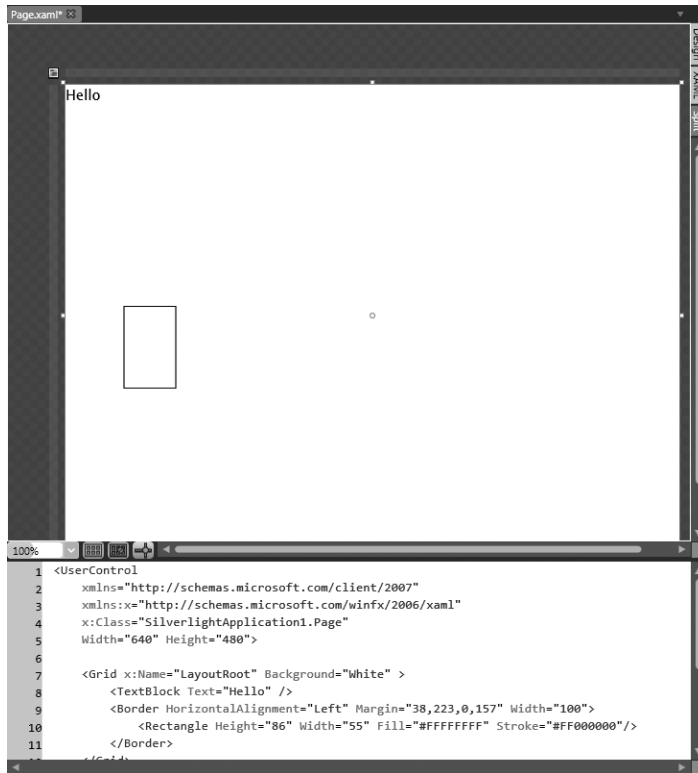 Page.xaml*
Design
XAML
Split
Hello
100%
1 <UserControl
2 xmlns="http://schemas.microsoft.com/client/2007"
3 xmlns:x="http://schemas.microsoft.com/winfx/2006/xaml"
4 x:Class="SilverlightApplication1.Page"
5 Width="640" Height="480">
6
7 <Grid x:Name="LayoutRoot" Background="White" >
8 <TextBlock Text="Hello" />
9 <Border HorizontalAlignment="Left" Margin="38,223,0,157" Width="100">
10 <Rectangle Height="86" Width="55" Fill="#FFFFFFFF" Stroke="#FF000000"/>
11 </Border>